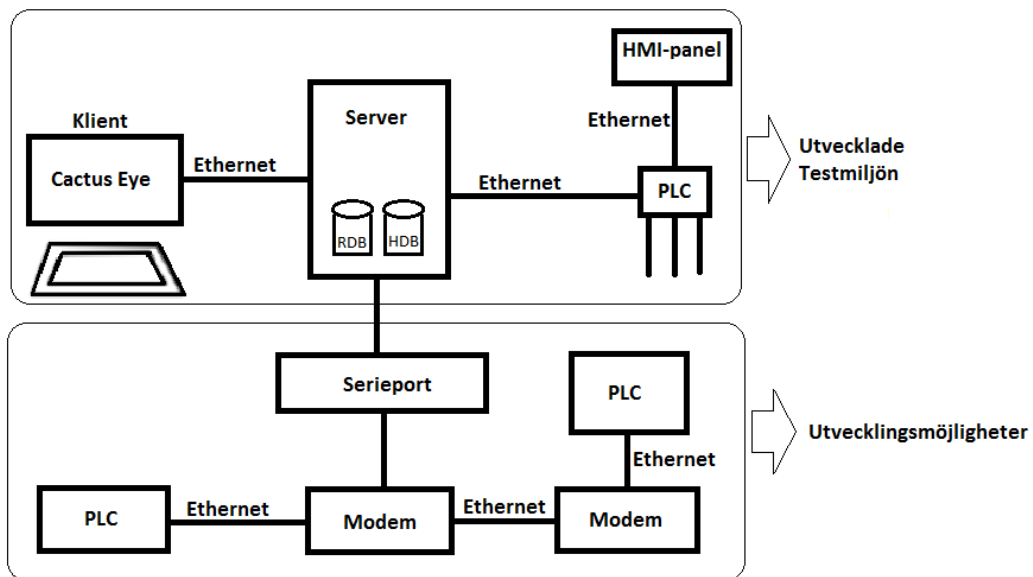 HMI-panel
Klient
Server
Ethernet
Cactus Eye
Ethernet
Ethernet
PLC
RDB
HDB
Utvecklade
Testmiljön
Serieport
PLC
Ethernet
PLC
Ethernet
Modem
Ethernet
Modem
Utvecklingsmöjligheter